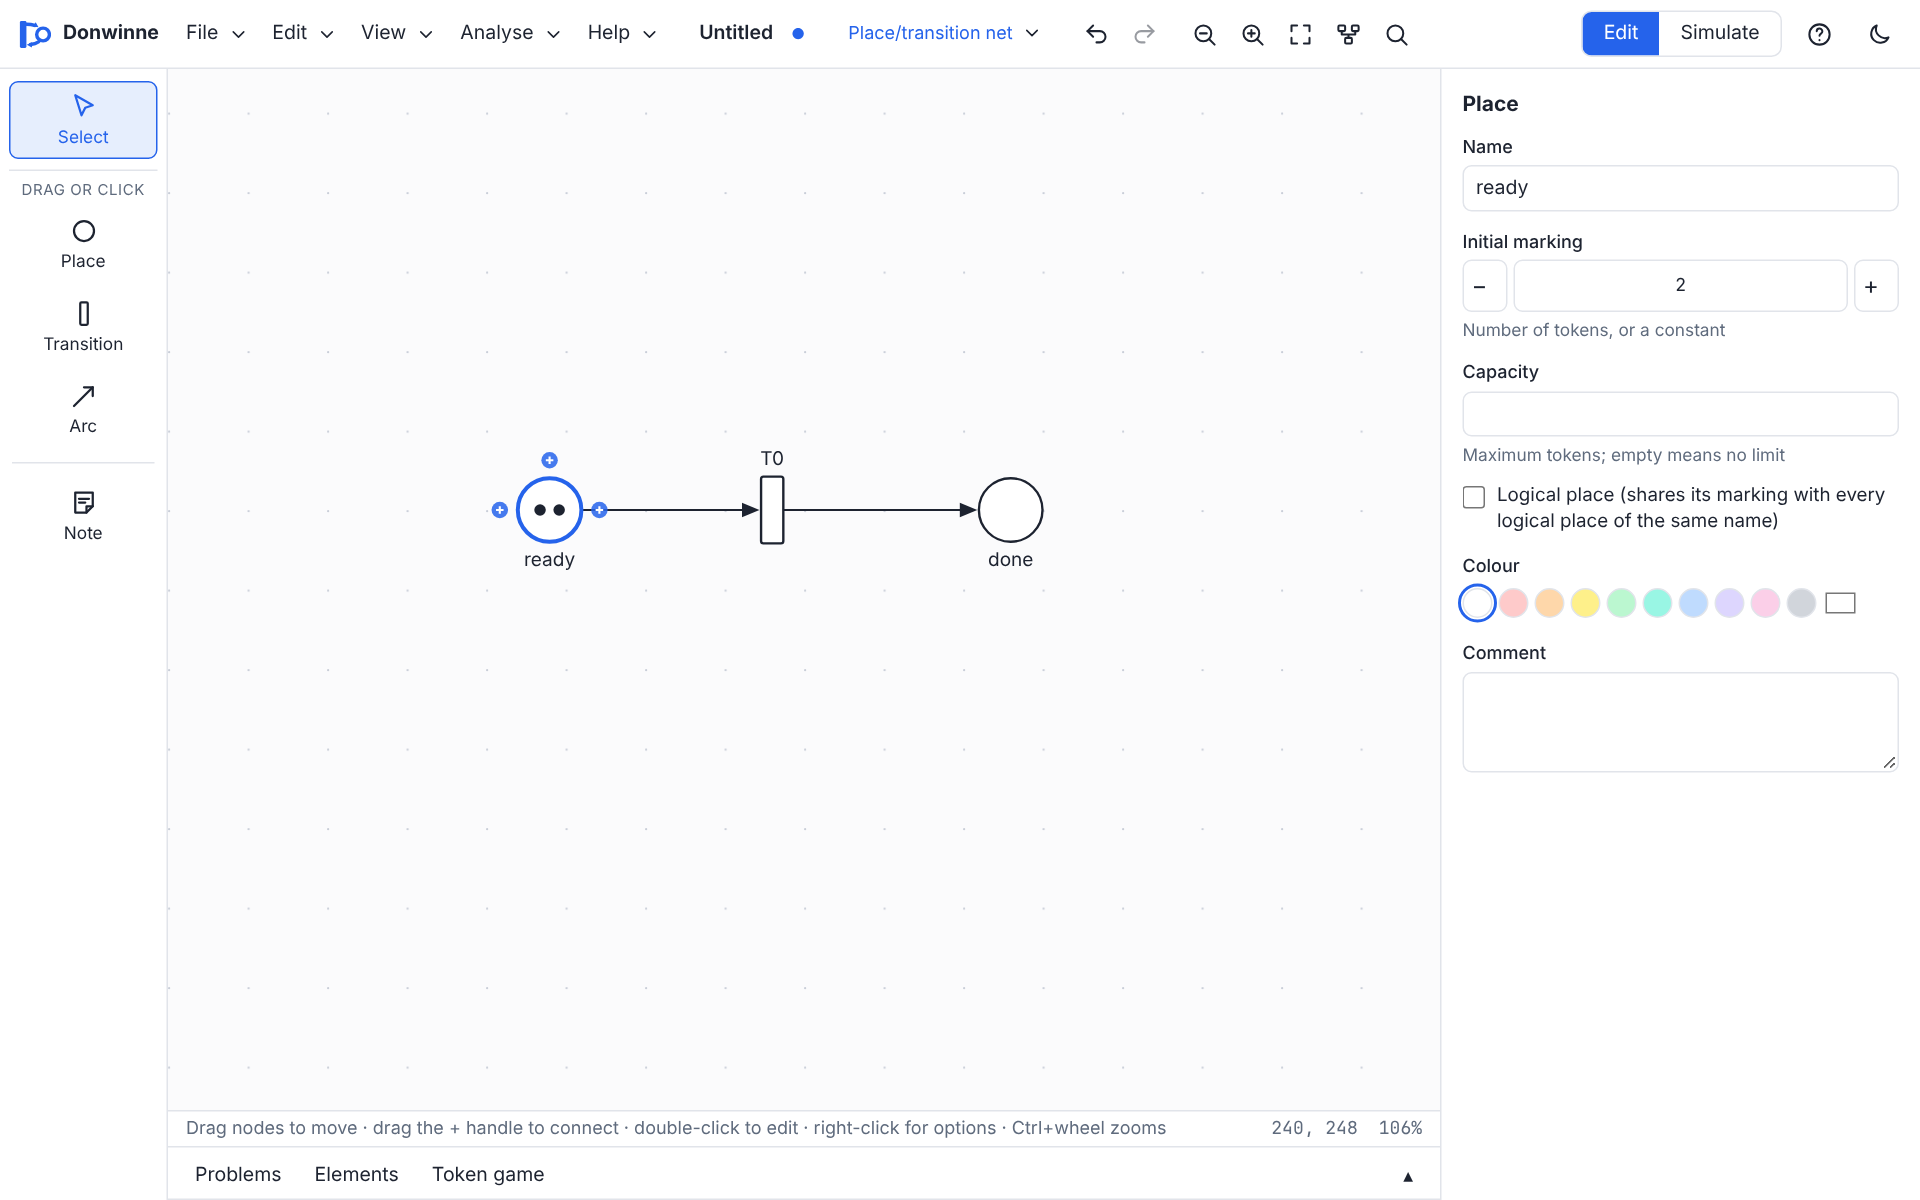 Donwinne File Edit View Analyse Help Untitled Place/transition net Edit Simulate
Select
DRAG OR CLICK
Place
Transition
Arc
Note
T0
ready
done
Drag nodes to move · drag the + handle to connect · double-click to edit · right-click for options · Ctrl+wheel zooms 240, 248 106%
Problems Elements Token game
Place
Name
ready
Initial marking
− 2 +
Number of tokens, or a constant
Capacity
Maximum tokens; empty means no limit
Logical place (shares its marking with every
logical place of the same name)
Colour
Comment